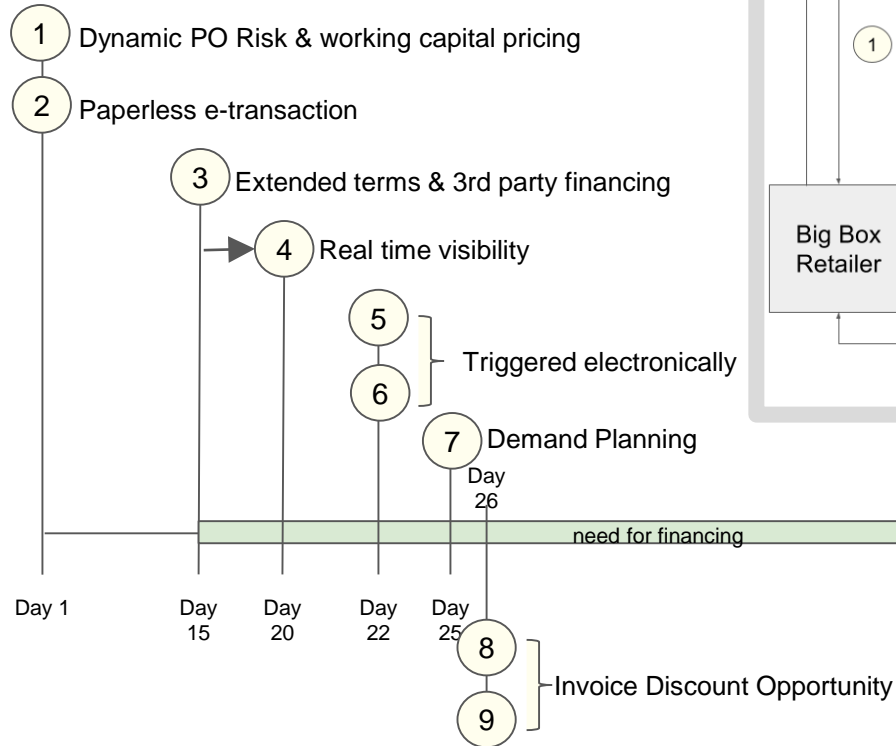 1
Dynamic PO Risk & working capital pricing
2
Paperless e-transaction
3
Extended terms & 3rd party financing
4
Real time visibility
5
6
Triggered electronically
7
Demand Planning
Day
26
need for financing
Day 1
Day
15
Day
20
Day
22
Day
25
8
9
Invoice Discount Opportunity
1
Big Box
Retailer